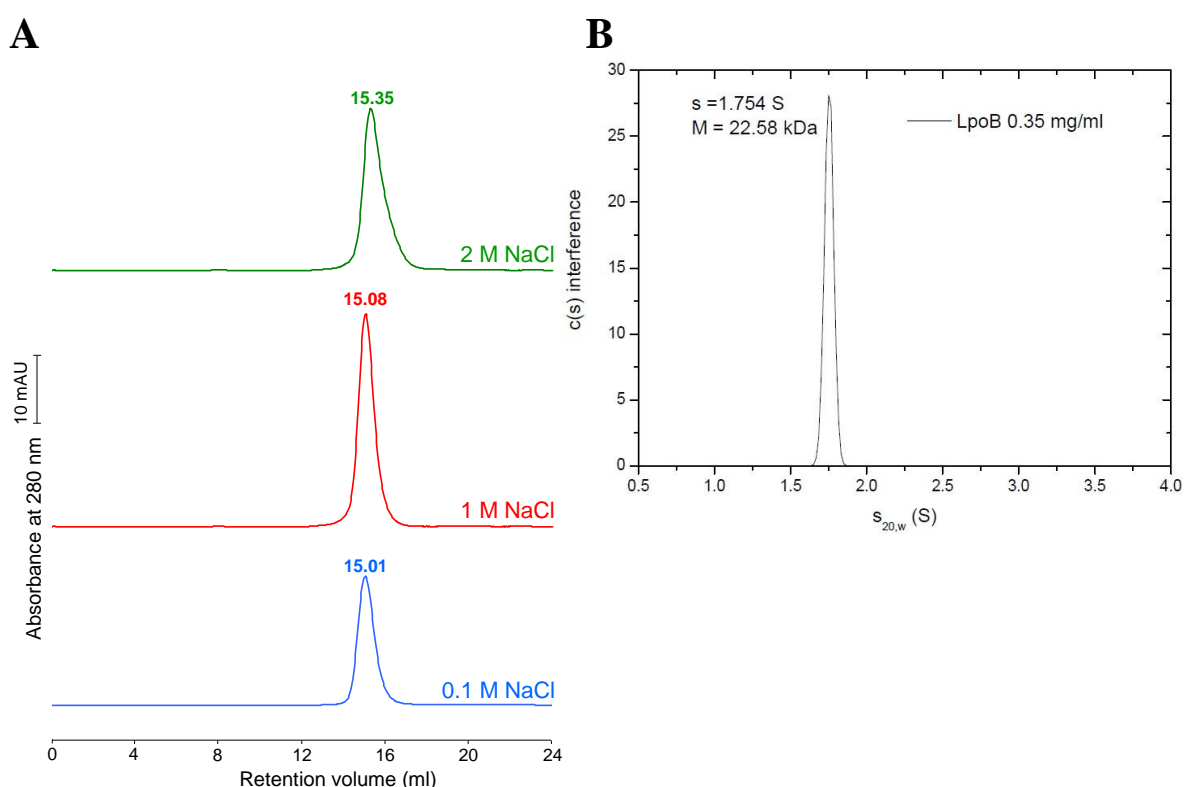 A
15.35
2 M NaCl
15.08
1 M NaCl
15.01
0.1 M NaCl
10 mAU
Absorbance at 280 nm
0 4 8 12 16 20 24
Retention volume (ml)
B
30
25
20
15
10
5
0
c(s) interference
s =1.754 S
M = 22.58 kDa
LpoB 0.35 mg/ml
0.5 1.0 1.5 2.0 2.5 3.0 3.5 4.0
s20,w (S)